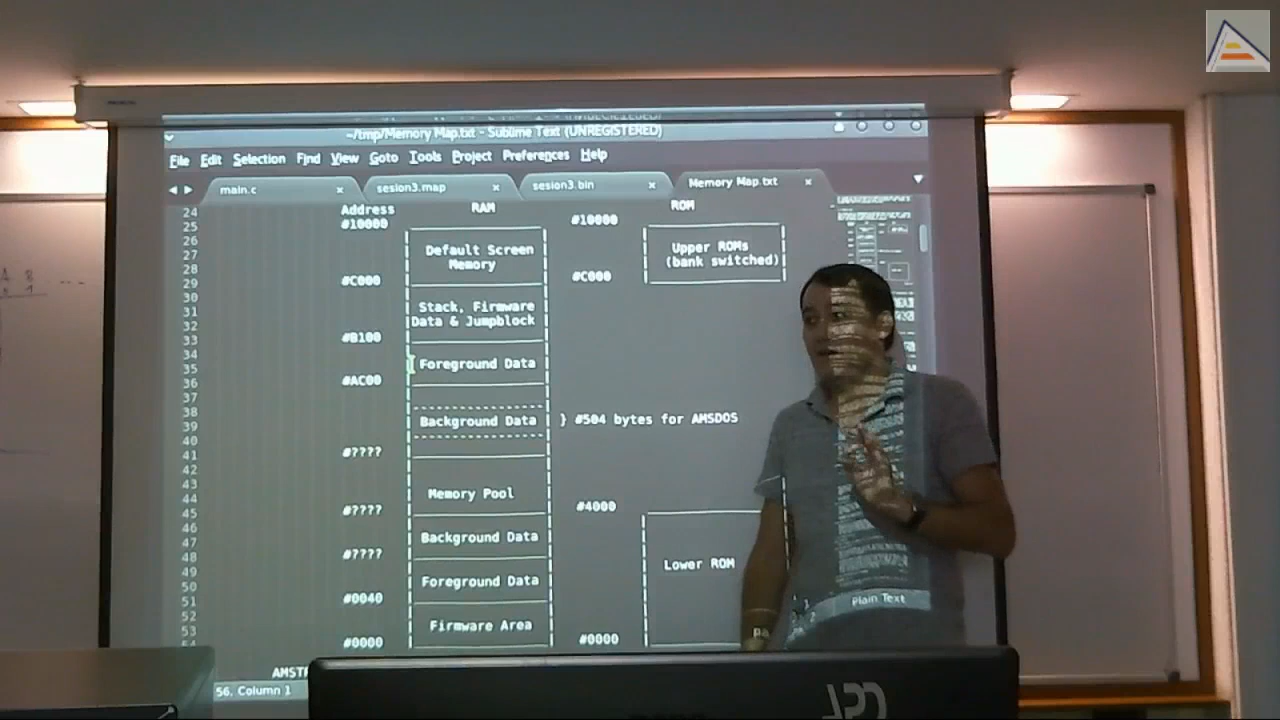 ~/tmp/Memory Map.txt - Sublime Text (UNREGISTERED)
File Edit Selection Find View Goto Tools Project Preferences Help
main.c × sesion3.map × sesion3.bin × Memory Map.txt ×
24 Address RAM ROM
25 #10000 #10000
26
27 Default Screen Upper ROMs
28 Memory (bank switched)
29 #C000 #C000
30
31 Stack, Firmware
32 Data & Jumpblock
33 #B100
34
35 Foreground Data
36 #AC00
37
38
39 Background Data } #504 bytes for AMSDOS
40
41 #????
42
43
44 Memory Pool
45 #???? #4000
46
47 Background Data
48 #????
49 Lower ROM
50 Foreground Data
51 #0040
52
53 Firmware Area
#0000 #0000
Plain Text
56, Column 1